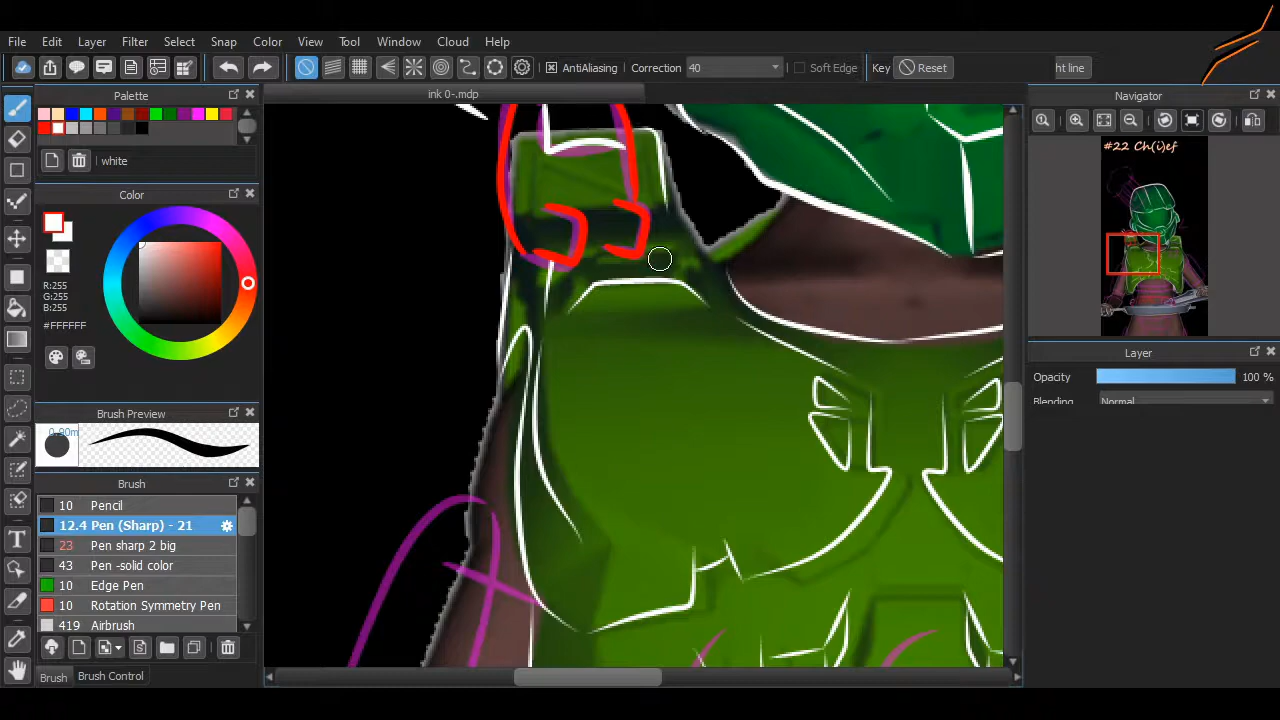 File Edit Layer Filter Select Snap Color View Tool Window Cloud Help
AntiAliasing Correction 40 Soft Edge Key Reset ht line
Palette
ink 0-.mdp
Navigator
white
#22 Ch(i)ef
Color
R:255
G:255
B:255
#FFFFFF
Layer
Opacity 100 %
Blending Normal
Brush Preview
0.90m
Brush
10 Pencil
12.4 Pen (Sharp) - 21
23 Pen sharp 2 big
43 Pen -solid color
10 Edge Pen
10 Rotation Symmetry Pen
419 Airbrush
Brush Brush Control